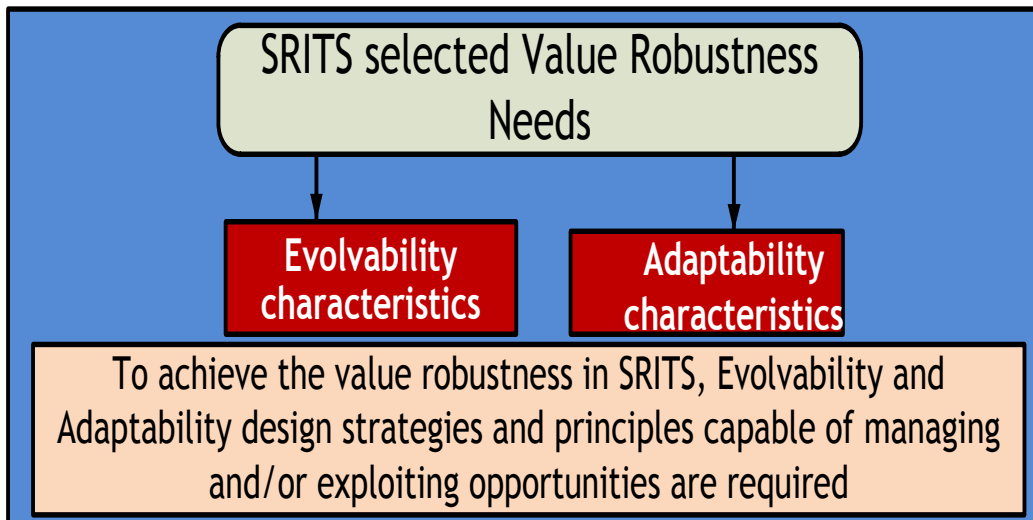 SRITS selected Value Robustness
Needs
Evolvability
characteristics
Adaptability
characteristics
To achieve the value robustness in SRITS, Evolvability and
Adaptability design strategies and principles capable of managing
and/or exploiting opportunities are required